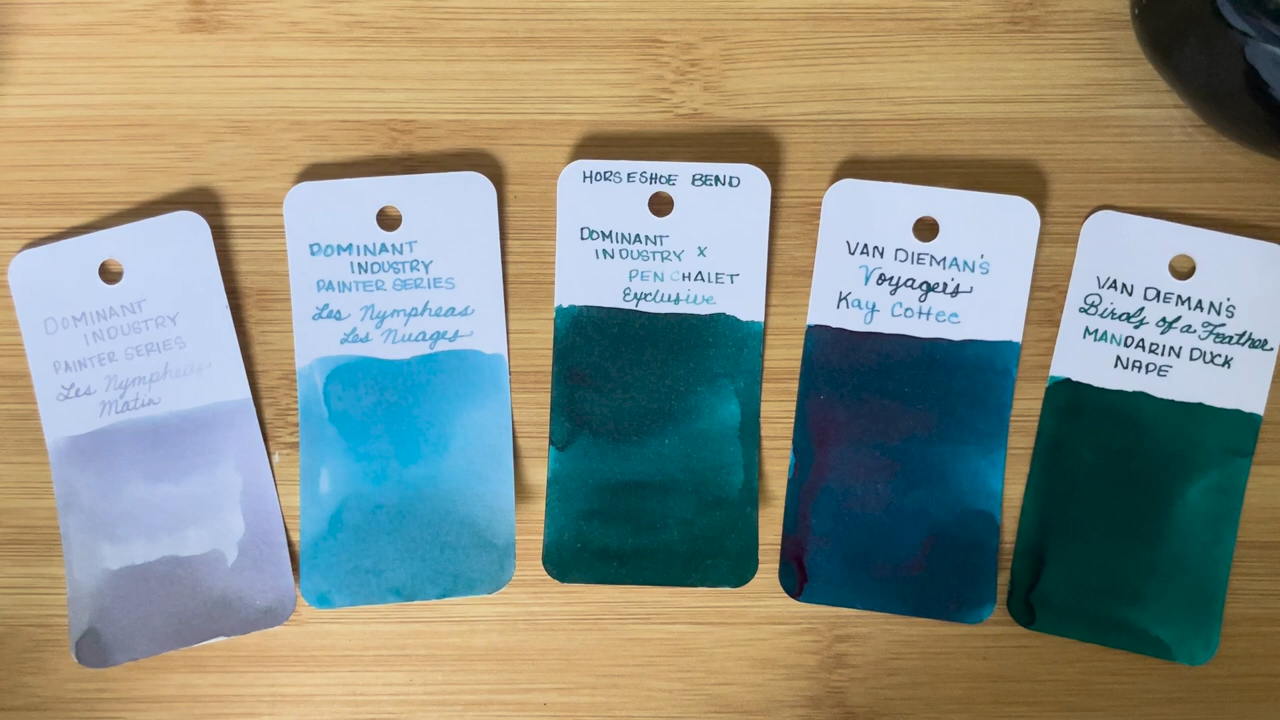 DOMINANT
INDUSTRY
PAINTER SERIES
Les Nympheas
Matin
DOMINANT
INDUSTRY
PAINTER SERIES
Les Nympheas
Les Nuages
HORSESHOE BEND
DOMINANT
INDUSTRY x
PEN CHALET
Exclusive
VAN DIEMAN'S
Voyages
Kay Cottee
VAN DIEMAN'S
Birds of a Feather
MANDARIN DUCK
NAPE